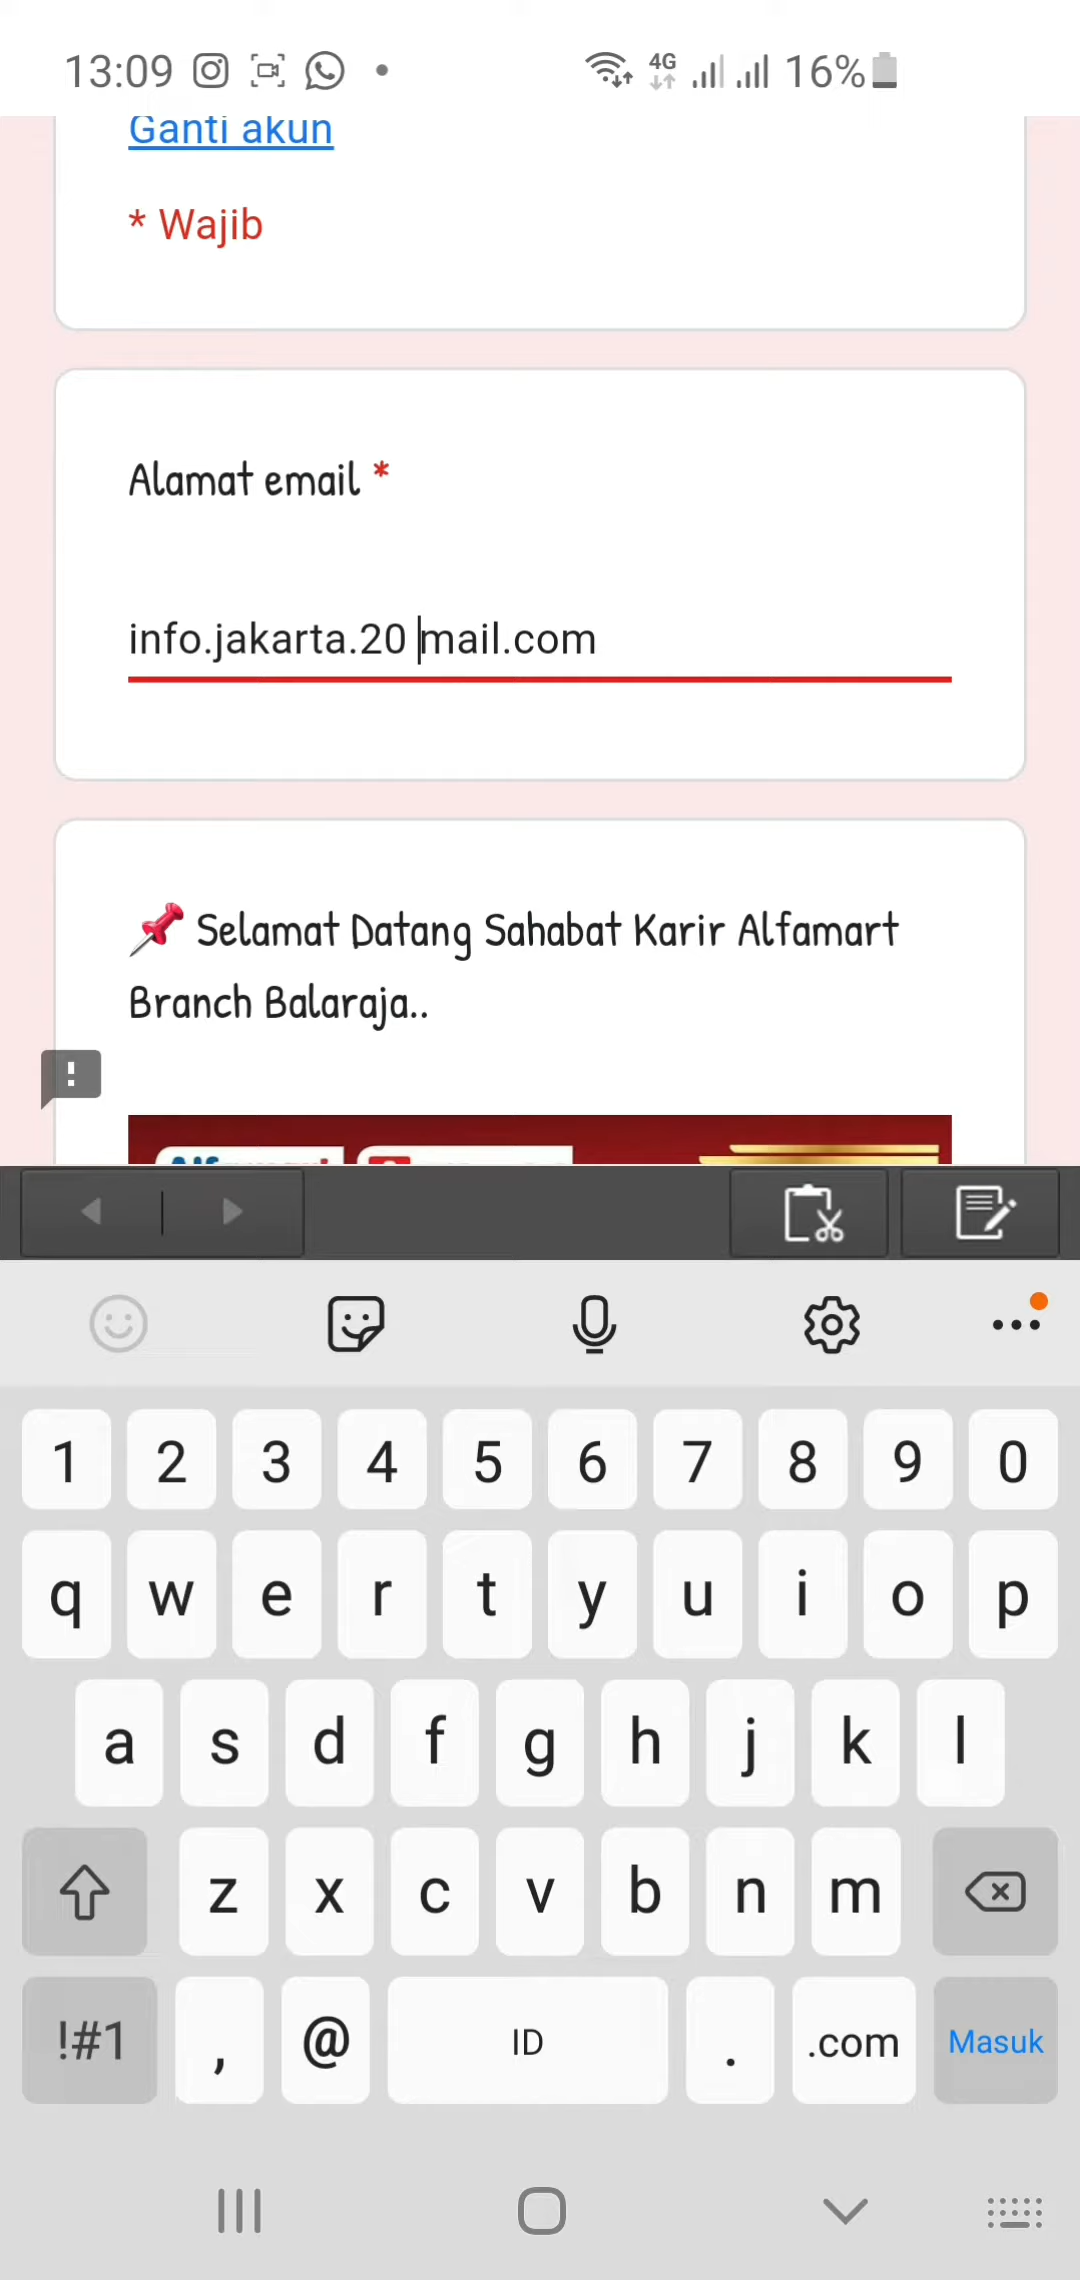 13:09 4G 16%
Ganti akun
* Wajib
Alamat email *
info.jakarta.20 mail.com
📌 Selamat Datang Sahabat Karir Alfamart
Branch Balaraja..
1 2 3 4 5 6 7 8 9 0
q w e r t y u i o p
a s d f g h j k l
z x c v b n m
!#1 , @ ID . .com Masuk